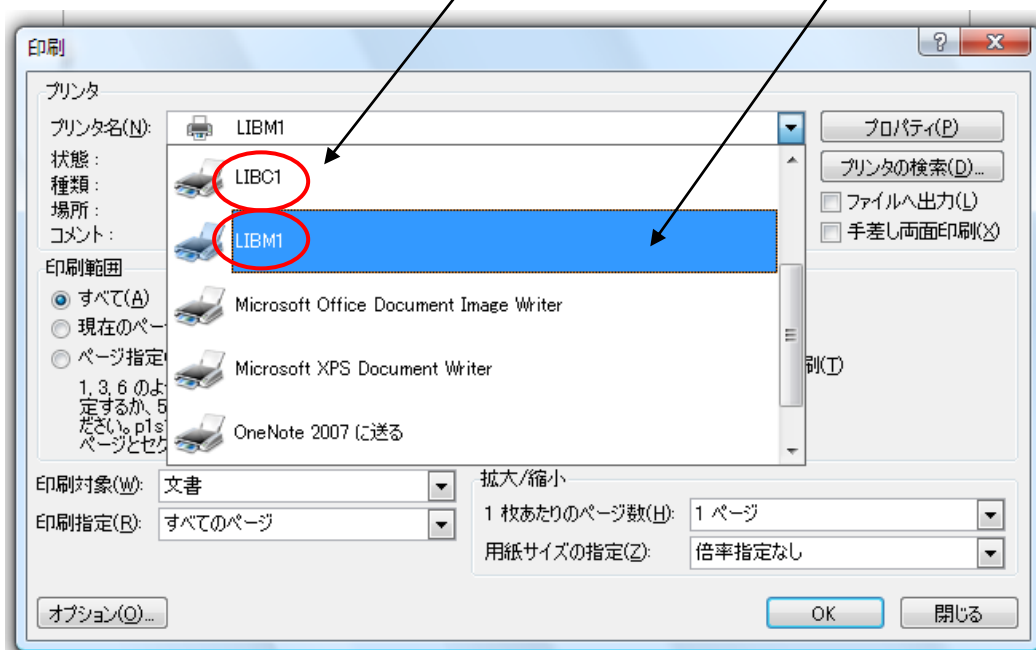 印刷
プリンタ
プリンタ名(N): LIBM1 プロパティ(P)
状態:
種類:
場所:
コメント:
LIBC1
LIBM1
Microsoft Office Document Image Writer
Microsoft XPS Document Writer
OneNote 2007 に送る
プリンタの検索(D)...
ファイルへ出力(L)
手差し両面印刷(X)
印刷範囲
すべて(A)
現在のペー
ページ指定
1, 3, 6 のよ
定するか、5
ださい。p1s
ページとセク
刷(T)
印刷対象(W): 文書
印刷指定(R): すべてのページ
拡大/縮小
1 枚あたりのページ数(H): 1 ページ
用紙サイズの指定(Z): 倍率指定なし
オプション(O)... OK 閉じる